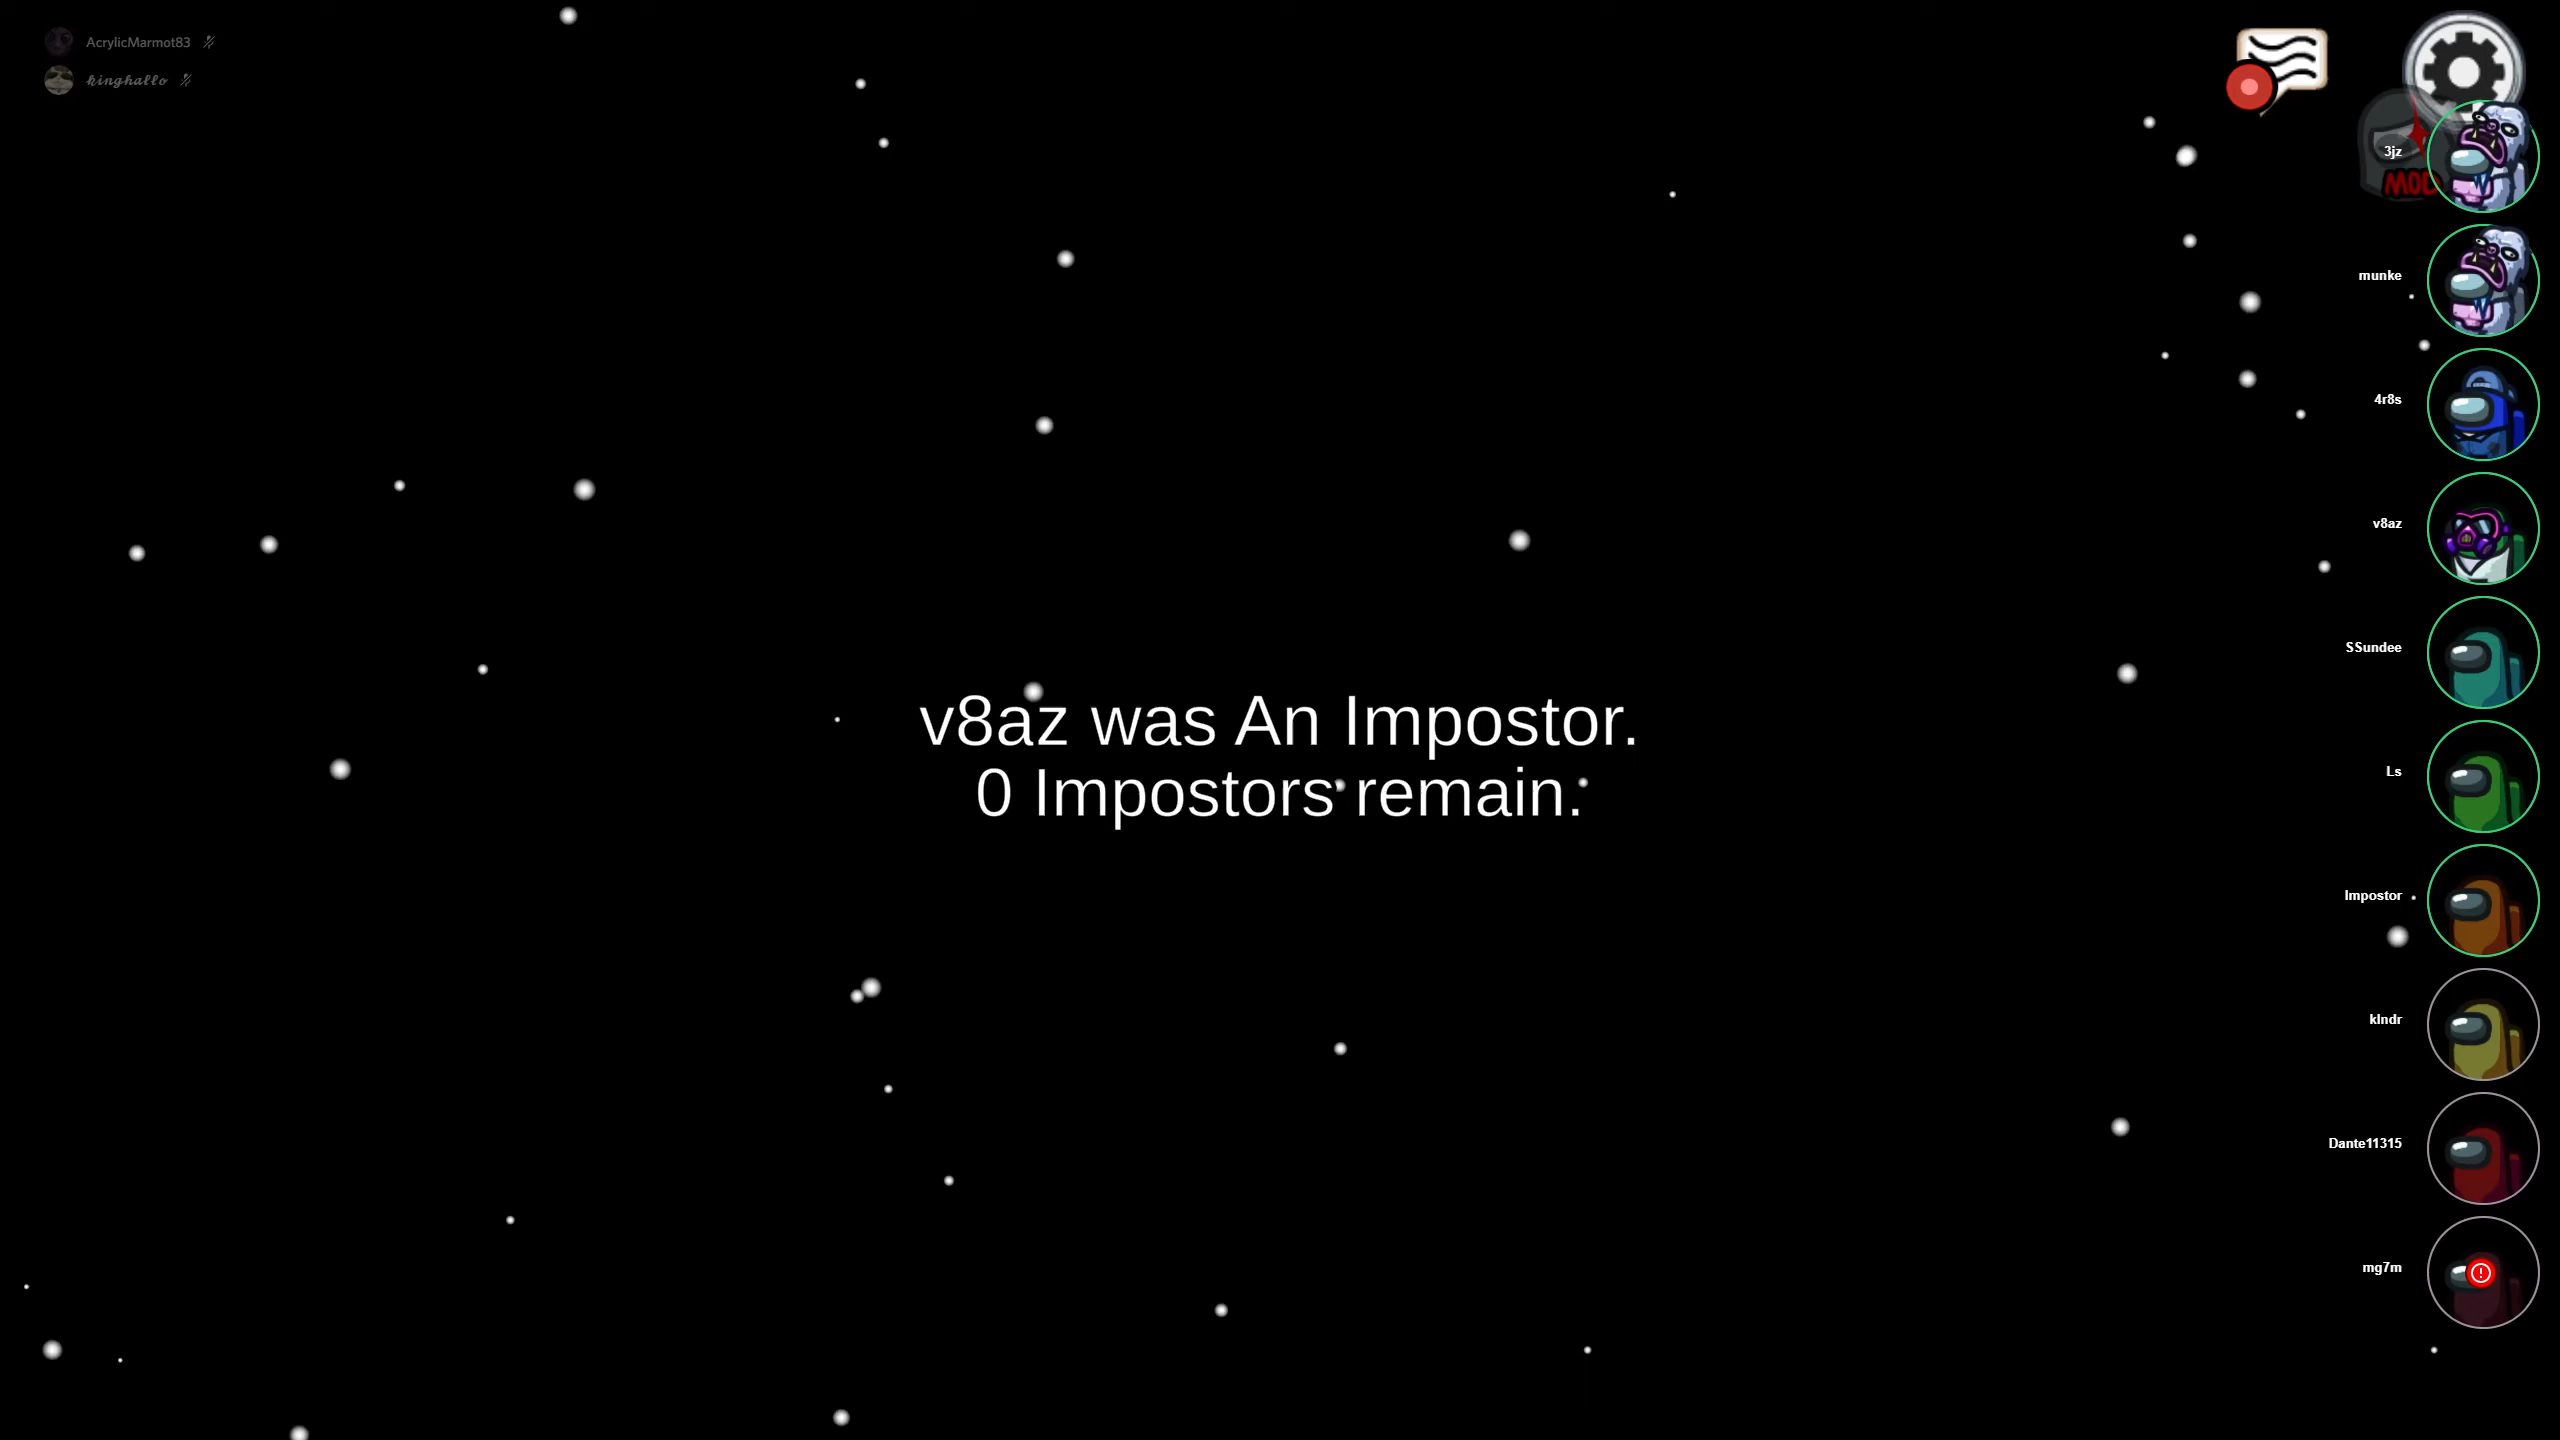 AcrylicMarmot83
kinghallo
3jz
MOD
munke
4r8s
v8az
SSundee
v8az was An Impostor.
0 Impostors remain.
Ls
Impostor
klndr
Dante11315
mg7m